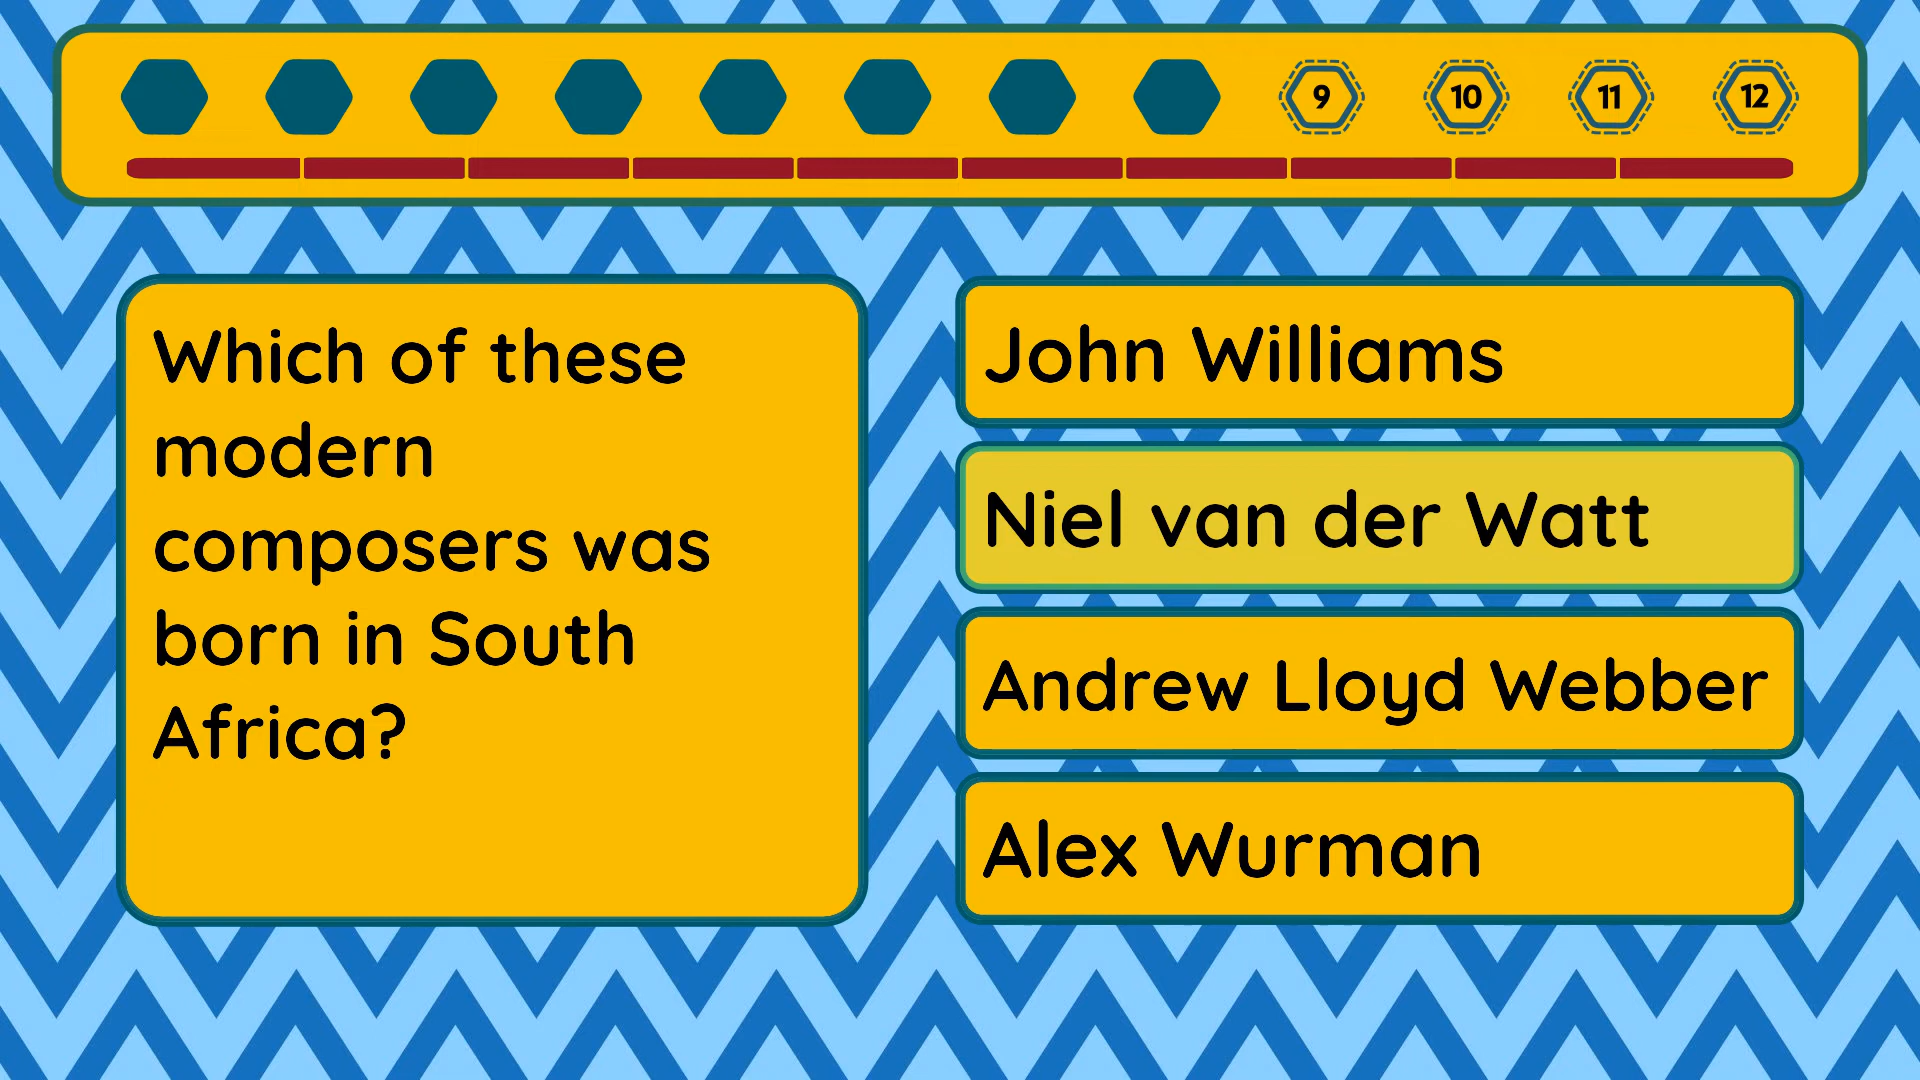 9 10 11 12
Which of these
modern
composers was
born in South
Africa?
John Williams
Niel van der Watt
Andrew Lloyd Webber
Alex Wurman